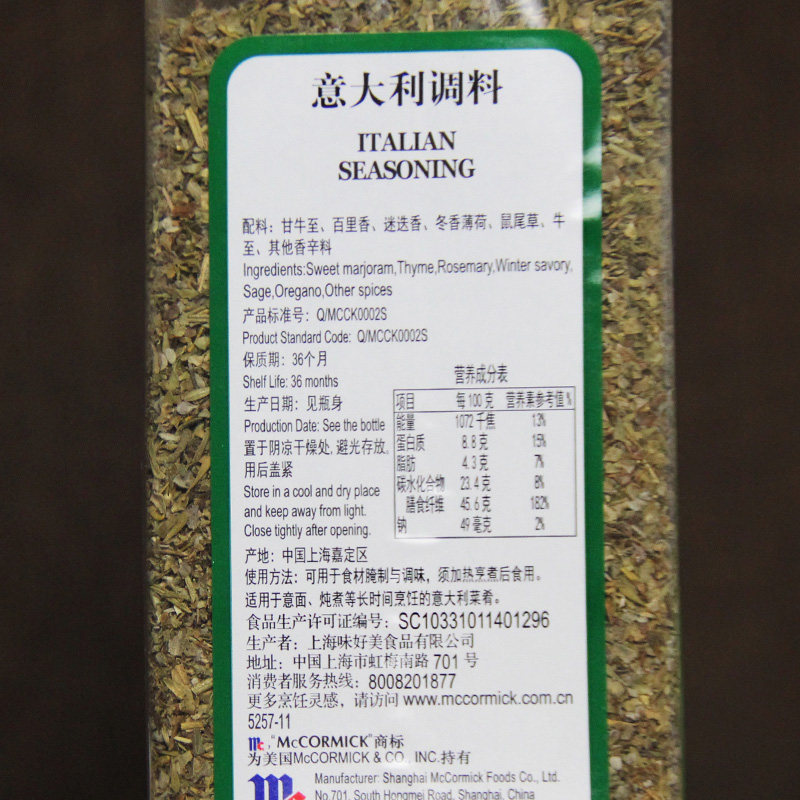 意大利调料
ITALIAN
SEASONING
配料：甘牛至、百里香、迷迭香、冬香薄荷、鼠尾草、牛
至、其他香辛料
Ingredients:Sweet marjoram,Thyme,Rosemary,Winter savory,
Sage,Oregano,Other spices
产品标准号：Q/MCCK0002S
Product Standard Code: Q/MCCK0002S
保质期：36个月
Shelf Life: 36 months
生产日期：见瓶身
Production Date: See the bottle
置于阴凉干燥处，避光存放。
用后盖紧
Store in a cool and dry place
and keep away from light.
Close tightly after opening.
营养成分表
项目 每100克 营养素参考值%
能量 1072千焦 13%
蛋白质 8.8克 15%
脂肪 4.3克 7%
碳水化合物 23.4克 8%
膳食纤维 45.6克 182%
钠 49毫克 2%
产地：中国上海嘉定区
使用方法：可用于食材腌制与调味，须加热烹煮后食用。
适用于意面、炖煮等长时间烹饪的意大利菜肴。
食品生产许可证编号：SC10331011401296
生产者：上海味好美食品有限公司
地址：中国上海市虹梅南路701号
消费者服务热线：8008201877
更多烹饪灵感，请访问www.mccormick.com.cn
5257-11
Mc,"McCORMICK"商标
为美国McCORMICK & CO., INC.持有
Mc Manufacturer: Shanghai McCormick Foods Co., Ltd.
No.701, South Hongmei Road, Shanghai, China